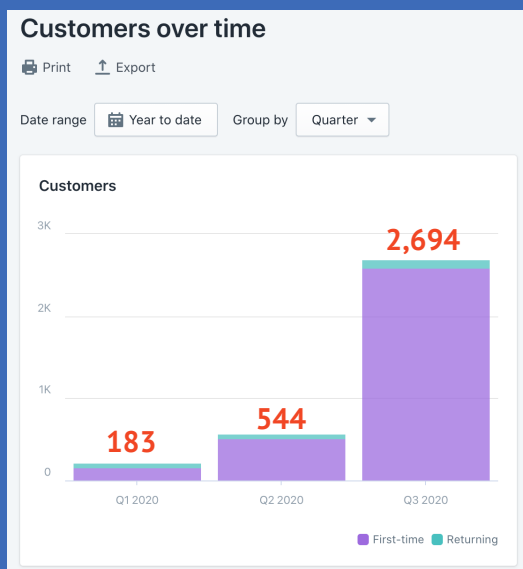 Customers over time
Print Export
Date range Year to date Group by Quarter
Customers
3K
2,694
2K
1K
544
183
0
Q1 2020 Q2 2020 Q3 2020
First-time Returning